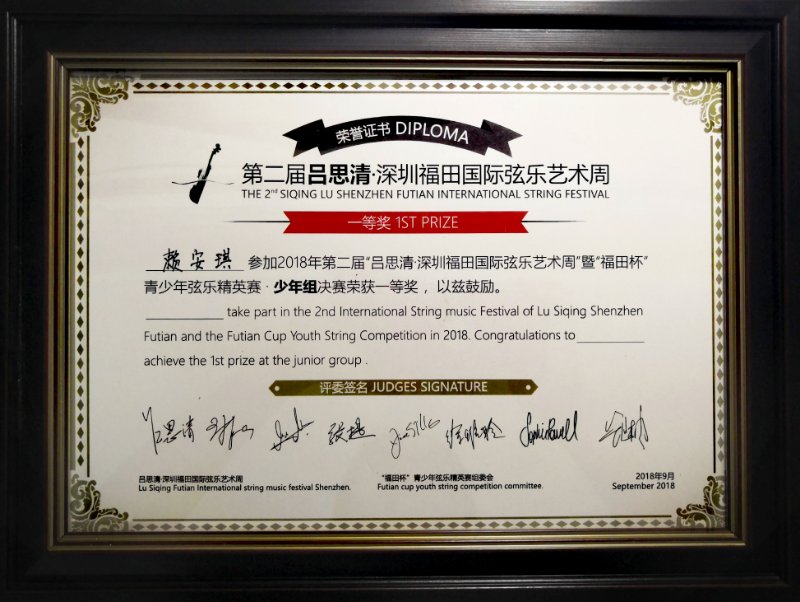 荣誉证书 DIPLOMA
第二届吕思清·深圳福田国际弦乐艺术周
THE 2nd SIQING LU SHENZHEN FUTIAN INTERNATIONAL STRING FESTIVAL
一等奖 1ST PRIZE
赖安琪 参加2018年第二届“吕思清·深圳福田国际弦乐艺术周”暨“福田杯”
青少年弦乐精英赛·少年组决赛荣获一等奖，以兹鼓励。
take part in the 2nd International String music Festival of Lu Siqing Shenzhen
Futian and the Futian Cup Youth String Competition in 2018. Congratulations to
achieve the 1st prize at the junior group .
评委签名 JUDGES SIGNATURE
吕思清
吕思清·深圳福田国际弦乐艺术周
Lu Siqing Futian International string music festival Shenzhen.
“福田杯”青少年弦乐精英赛组委会
Futian cup youth string competition committee.
2018年9月
September 2018